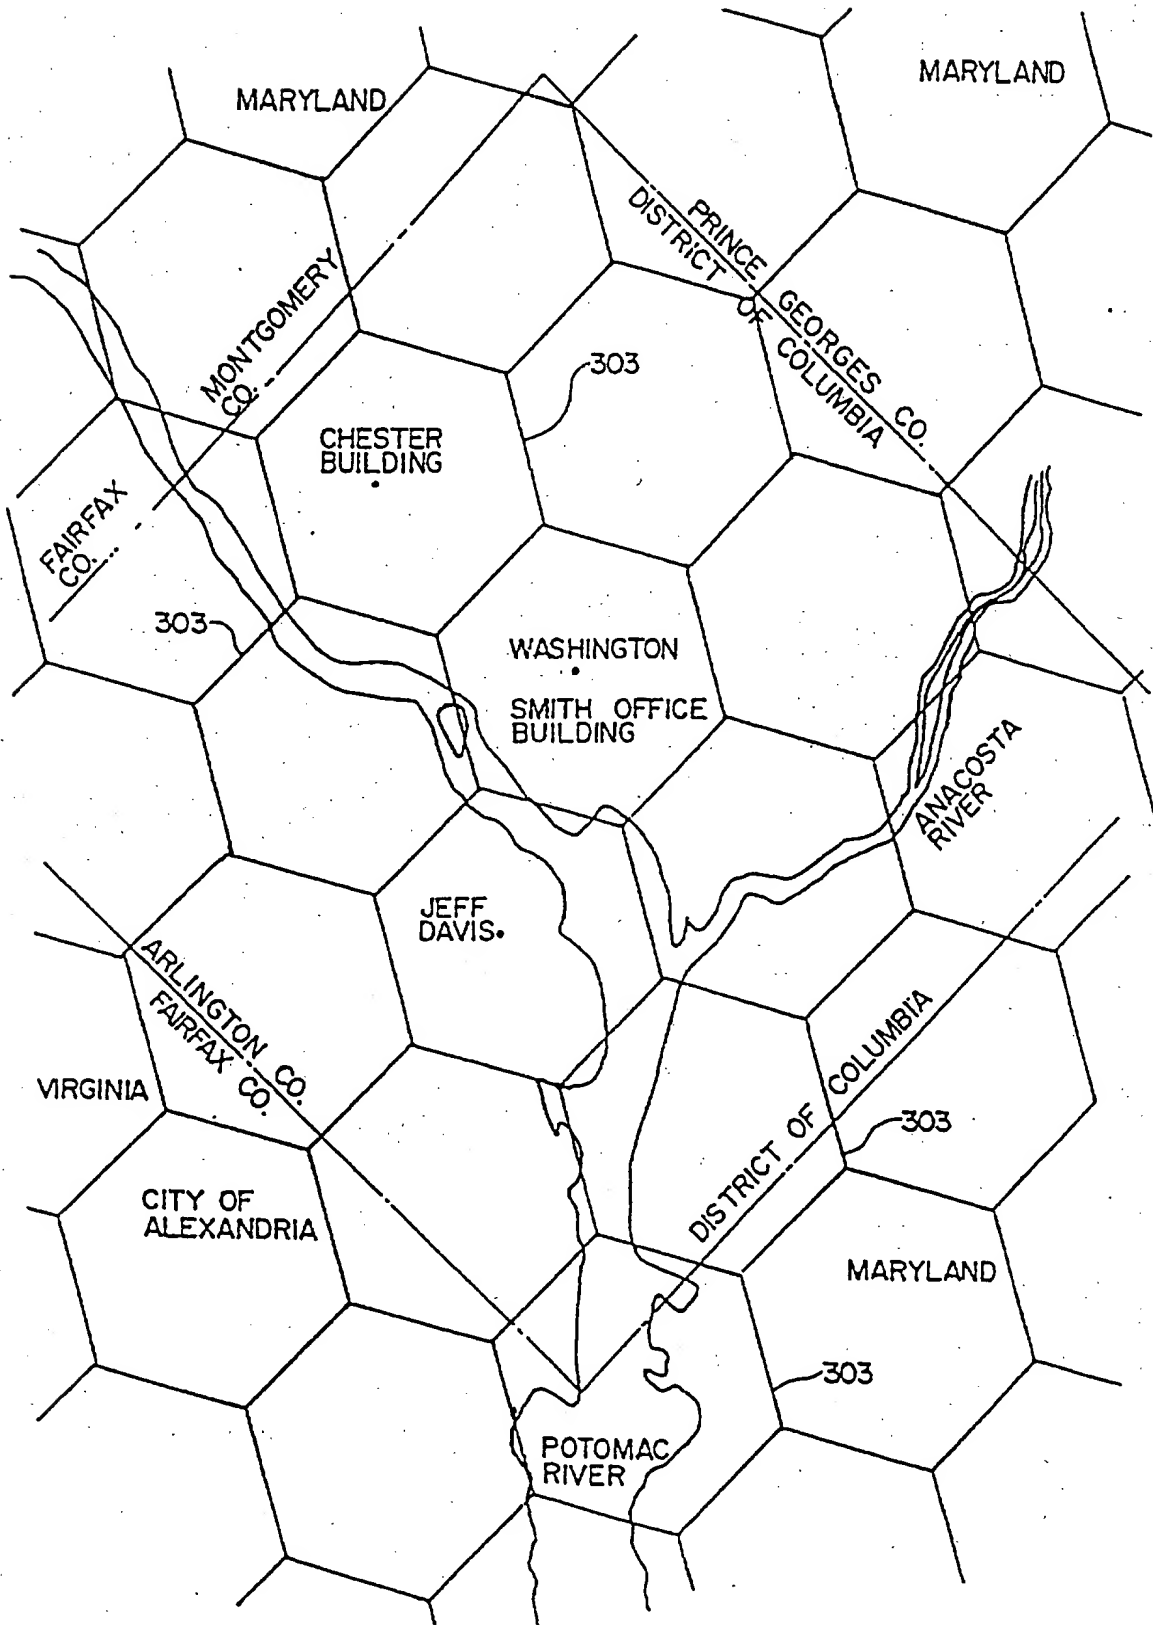 MARYLAND
MARYLAND
PRINCE GEORGES CO.
DISTRICT OF COLUMBIA
MONTGOMERY
CO.
303
CHESTER
BUILDING
FAIRFAX
CO.
303
WASHINGTON
SMITH OFFICE
BUILDING
ANACOSTA
RIVER
JEFF
DAVIS
ARLINGTON CO.
FAIRFAX CO.
VIRGINIA
DISTRICT OF COLUMBIA
303
CITY OF
ALEXANDRIA
MARYLAND
303
POTOMAC
RIVER